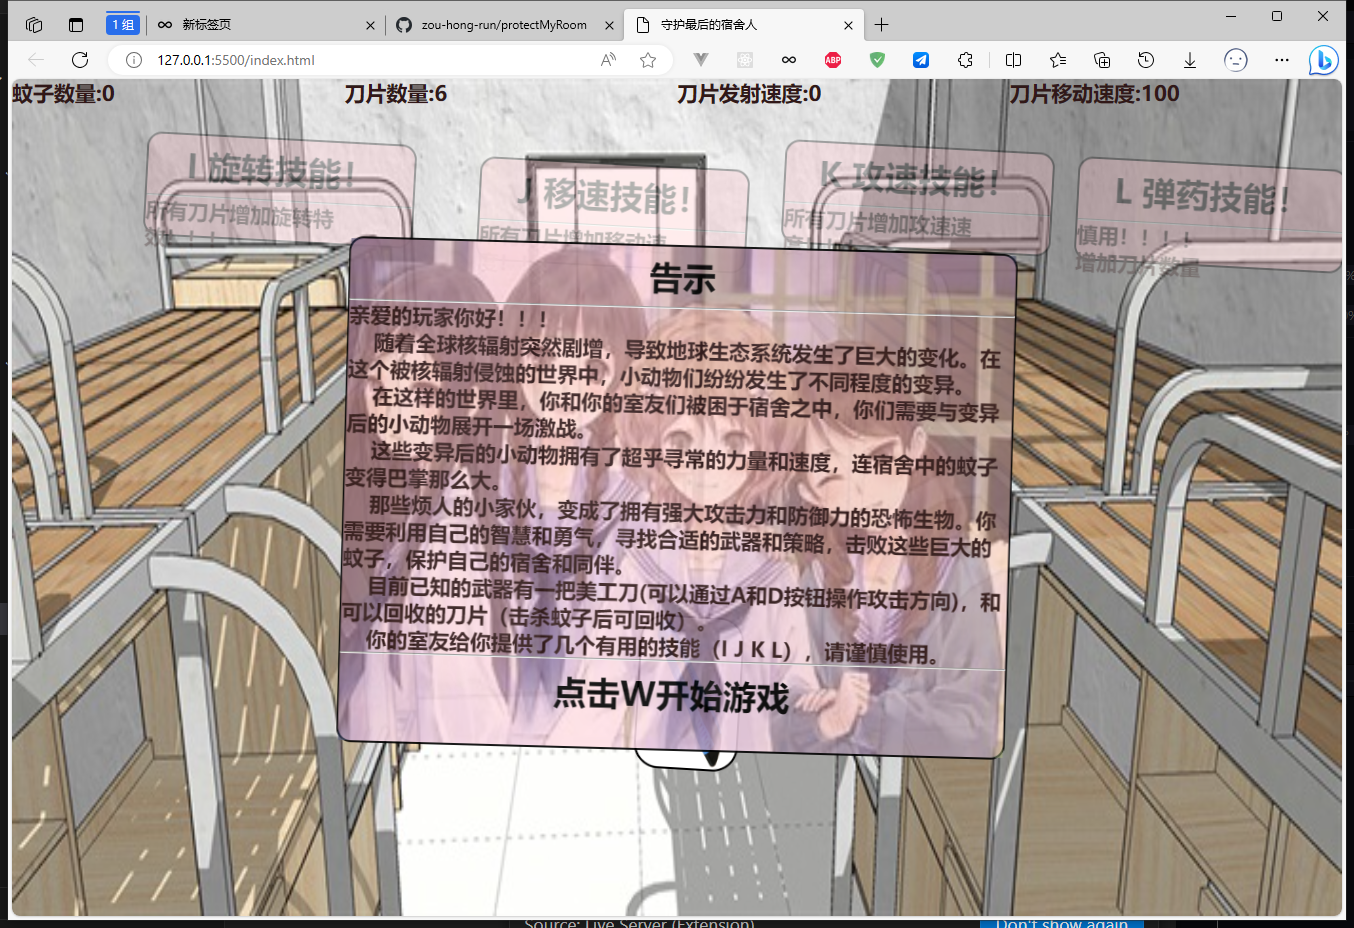 1 组
新标签页
zou-hong-run/protectMyRoom
守护最后的宿舍人
127.0.0.1:5500/index.html
ABP
蚊子数量:0
刀片数量:6
刀片发射速度:0
刀片移动速度:100
I 旋转技能！
所有刀片增加旋转特
J 移速技能！
所有刀片增加移动速
K 攻速技能！
所有刀片增加攻速速
L 弹药技能！
慎用！！！！
增加刀片数量
告示
亲爱的玩家你好！！！
随着全球核辐射突然剧增，导致地球生态系统发生了巨大的变化。在
这个被核辐射侵蚀的世界中，小动物们纷纷发生了不同程度的变异。
在这样的世界里，你和你的室友们被困于宿舍之中，你们需要与变异
后的小动物展开一场激战。
这些变异后的小动物拥有了超乎寻常的力量和速度，连宿舍中的蚊子
变得巴掌那么大。
那些烦人的小家伙，变成了拥有强大攻击力和防御力的恐怖生物。你
需要利用自己的智慧和勇气，寻找合适的武器和策略，击败这些巨大的
蚊子，保护自己的宿舍和同伴。
目前已知的武器有一把美工刀(可以通过A和D按钮操作攻击方向)，和
可以回收的刀片（击杀蚊子后可回收）。
你的室友给你提供了几个有用的技能（I J K L），请谨慎使用。
点击W开始游戏
Source: Live Server (Extension)
Don't show again